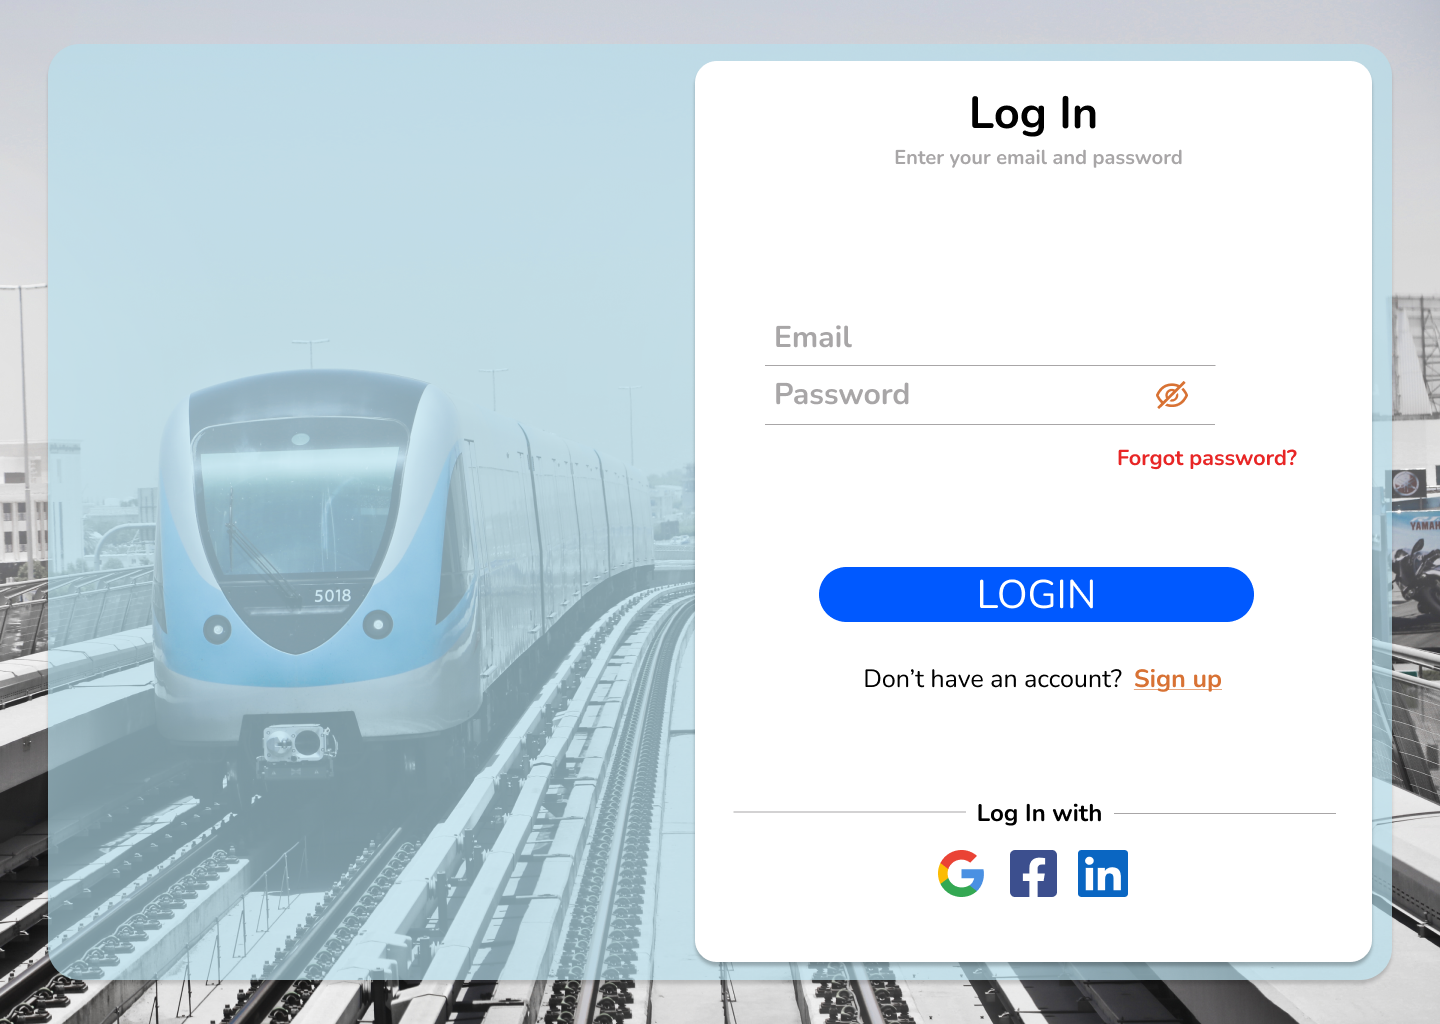 Log In
Enter your email and password
Email
Password
Forgot password?
LOGIN
Don’t have an account? Sign up
Log In with
5018